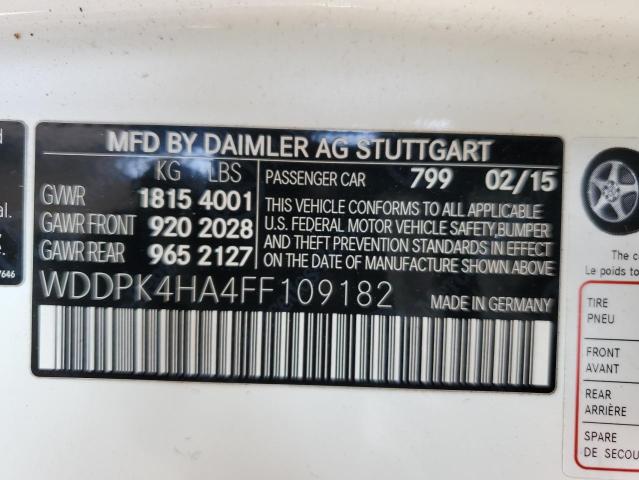 MFD BY DAIMLER AG STUTTGART
KG LBS
GVWR 1815 4001
GAWR FRONT 920 2028
GAWR REAR 965 2127
PASSENGER CAR 799 02/15
THIS VEHICLE CONFORMS TO ALL APPLICABLE
U.S. FEDERAL MOTOR VEHICLE SAFETY,BUMPER
AND THEFT PREVENTION STANDARDS IN EFFECT
ON THE DATE OF MANUFACTURE SHOWN ABOVE
WDDPK4HA4FF109182 MADE IN GERMANY
al.
7646
The c
Le poids to
TIRE
PNEU
FRONT
AVANT
REAR
ARRIÈRE
SPARE
DE SECOU